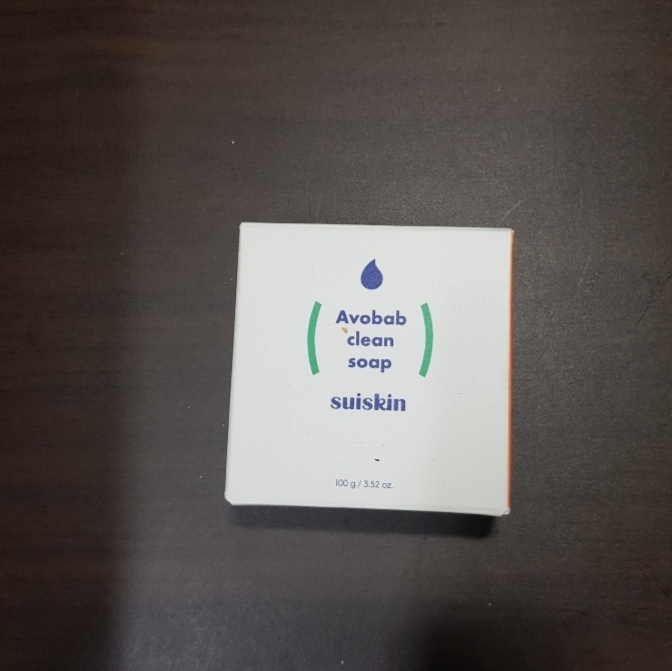 Avobab
clean
soap
suiskin
100 g / 3.52 oz.